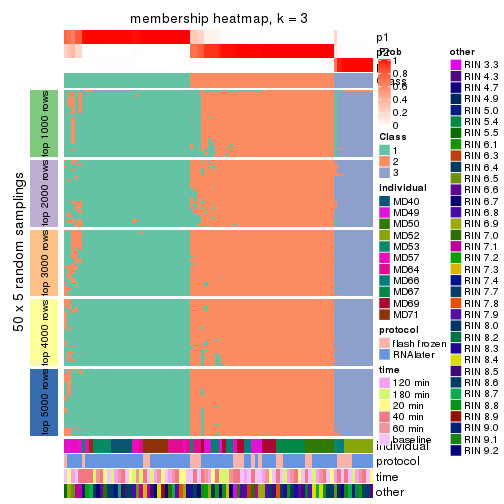 membership heatmap, k = 3
p1
p2
Prob
1
0.8
0.6
0.4
0.2
0
Class
1
2
3
individual
MD40
MD49
MD50
MD52
MD53
MD57
MD64
MD66
MD67
MD69
MD71
protocol
flash frozen
RNAlater
time
120 min
180 min
20 min
40 min
60 min
baseline
other
RIN 3.3
RIN 4.3
RIN 4.7
RIN 4.9
RIN 5.0
RIN 5.4
RIN 5.5
RIN 6.1
RIN 6.3
RIN 6.4
RIN 6.5
RIN 6.6
RIN 6.7
RIN 6.8
RIN 6.9
RIN 7.0
RIN 7.1
RIN 7.2
RIN 7.3
RIN 7.4
RIN 7.7
RIN 7.8
RIN 7.9
RIN 8.0
RIN 8.2
RIN 8.3
RIN 8.4
RIN 8.5
RIN 8.6
RIN 8.7
RIN 8.8
RIN 8.9
RIN 9.0
RIN 9.1
RIN 9.2
50 x 5 random samplings
top 1000 rows
top 2000 rows
top 3000 rows
top 4000 rows
top 5000 rows
individual
protocol
time
other